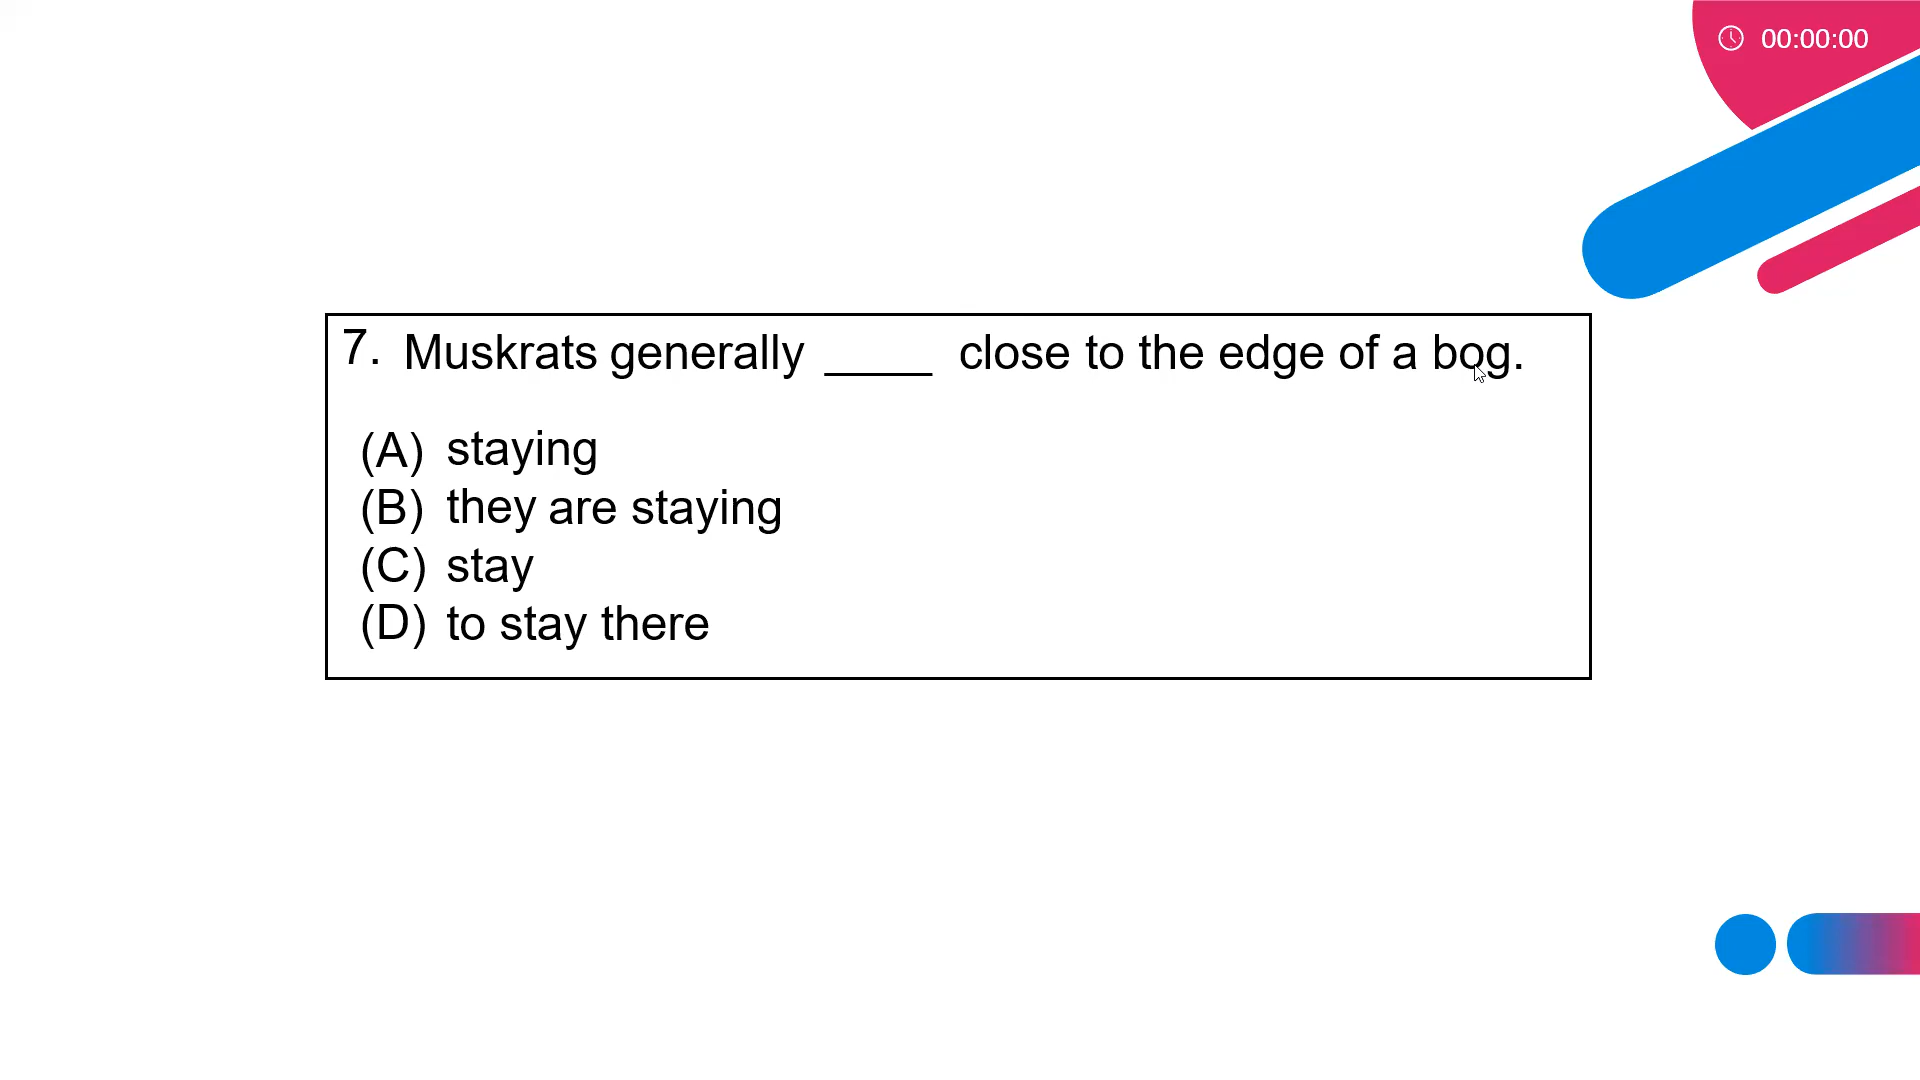 00:00:00
7. Muskrats generally ____ close to the edge of a bog.
(A) staying
(B) they are staying
(C) stay
(D) to stay there